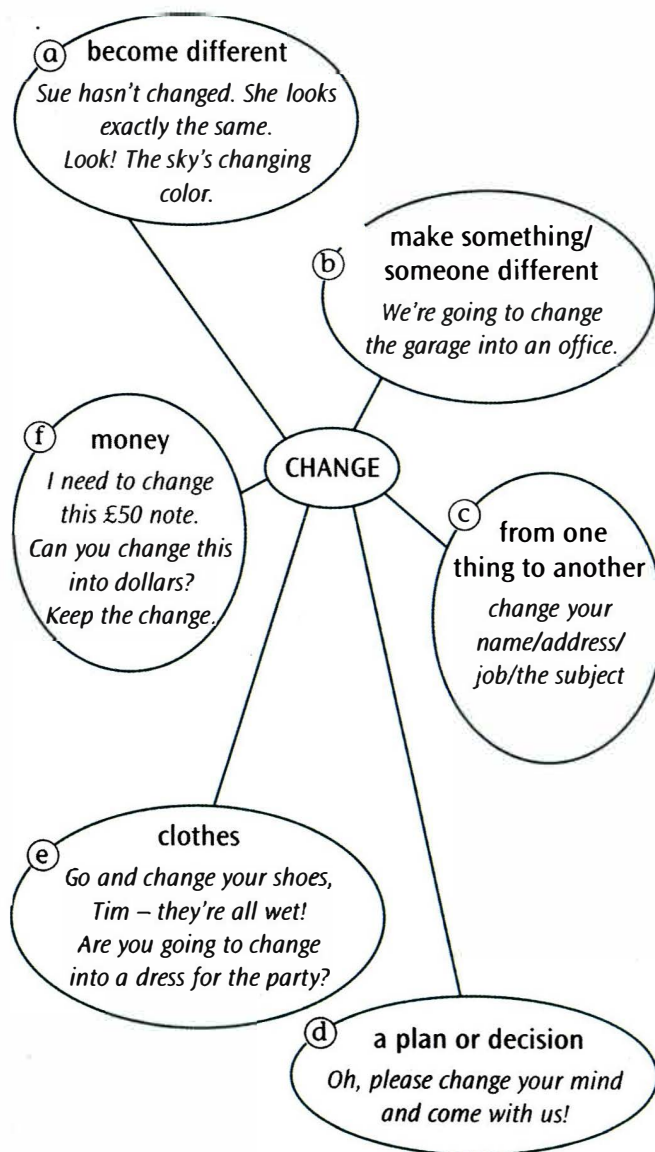 a become different
Sue hasn't changed. She looks
exactly the same.
Look! The sky's changing
color.
b make something/
someone different
We're going to change
the garage into an office.
CHANGE
f money
I need to change
this £50 note.
Can you change this
into dollars?
Keep the change.
c from one
thing to another
change your
name/address/
job/the subject
e clothes
Go and change your shoes,
Tim – they're all wet!
Are you going to change
into a dress for the party?
d a plan or decision
Oh, please change your mind
and come with us!